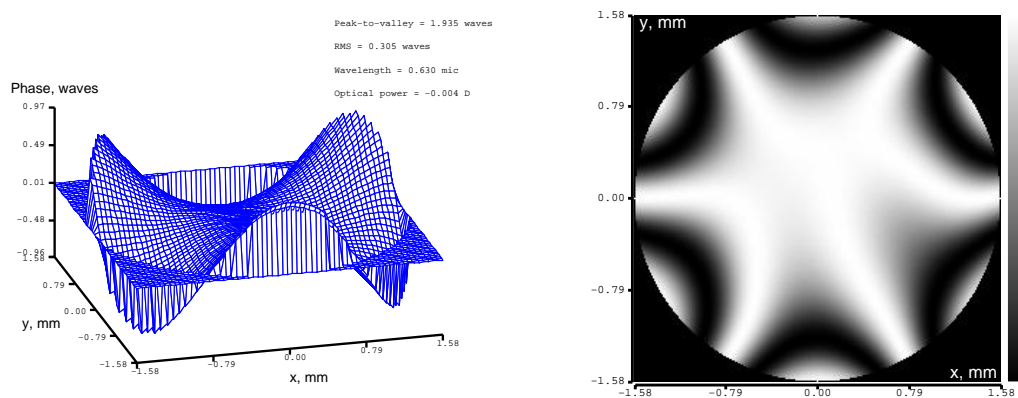 Peak-to-valley = 1.935 waves
RMS = 0.305 waves
Wavelength = 0.630 mic
Optical power = -0.004 D
Phase, waves
0.97
0.49
0.01
-0.48
-0.96
1.58
0.79
0.00
-0.79
-1.58
y, mm
-1.58
-0.79
0.00
0.79
1.58
x, mm
1.58
y, mm
0.79
0.00
-0.79
-1.58
x, mm
-1.58
-0.79
0.00
0.79
1.58